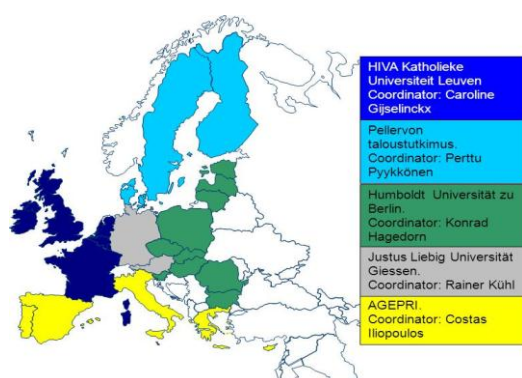 HIVA Katholieke
Universiteit Leuven
Coordinator: Caroline
Gijselinckx
Pellervon
taloustutkimus.
Coordinator: Perttu
Pyykkönen
Humboldt Universität zu
Berlin.
Coordinator: Konrad
Hagedorn
Justus Liebig Universität
Giessen.
Coordinator: Rainer Kühl
AGEPRI.
Coordinator: Costas
Iliopoulos